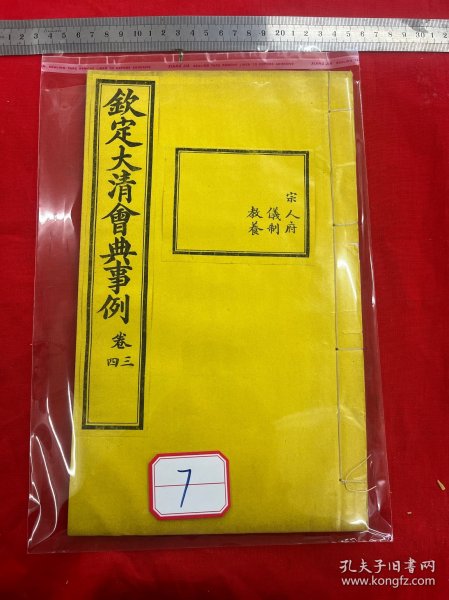 欽定大清會典事例
卷三四
宗人府
儀制
教養
7
孔夫子旧书网
www.kongfz.com